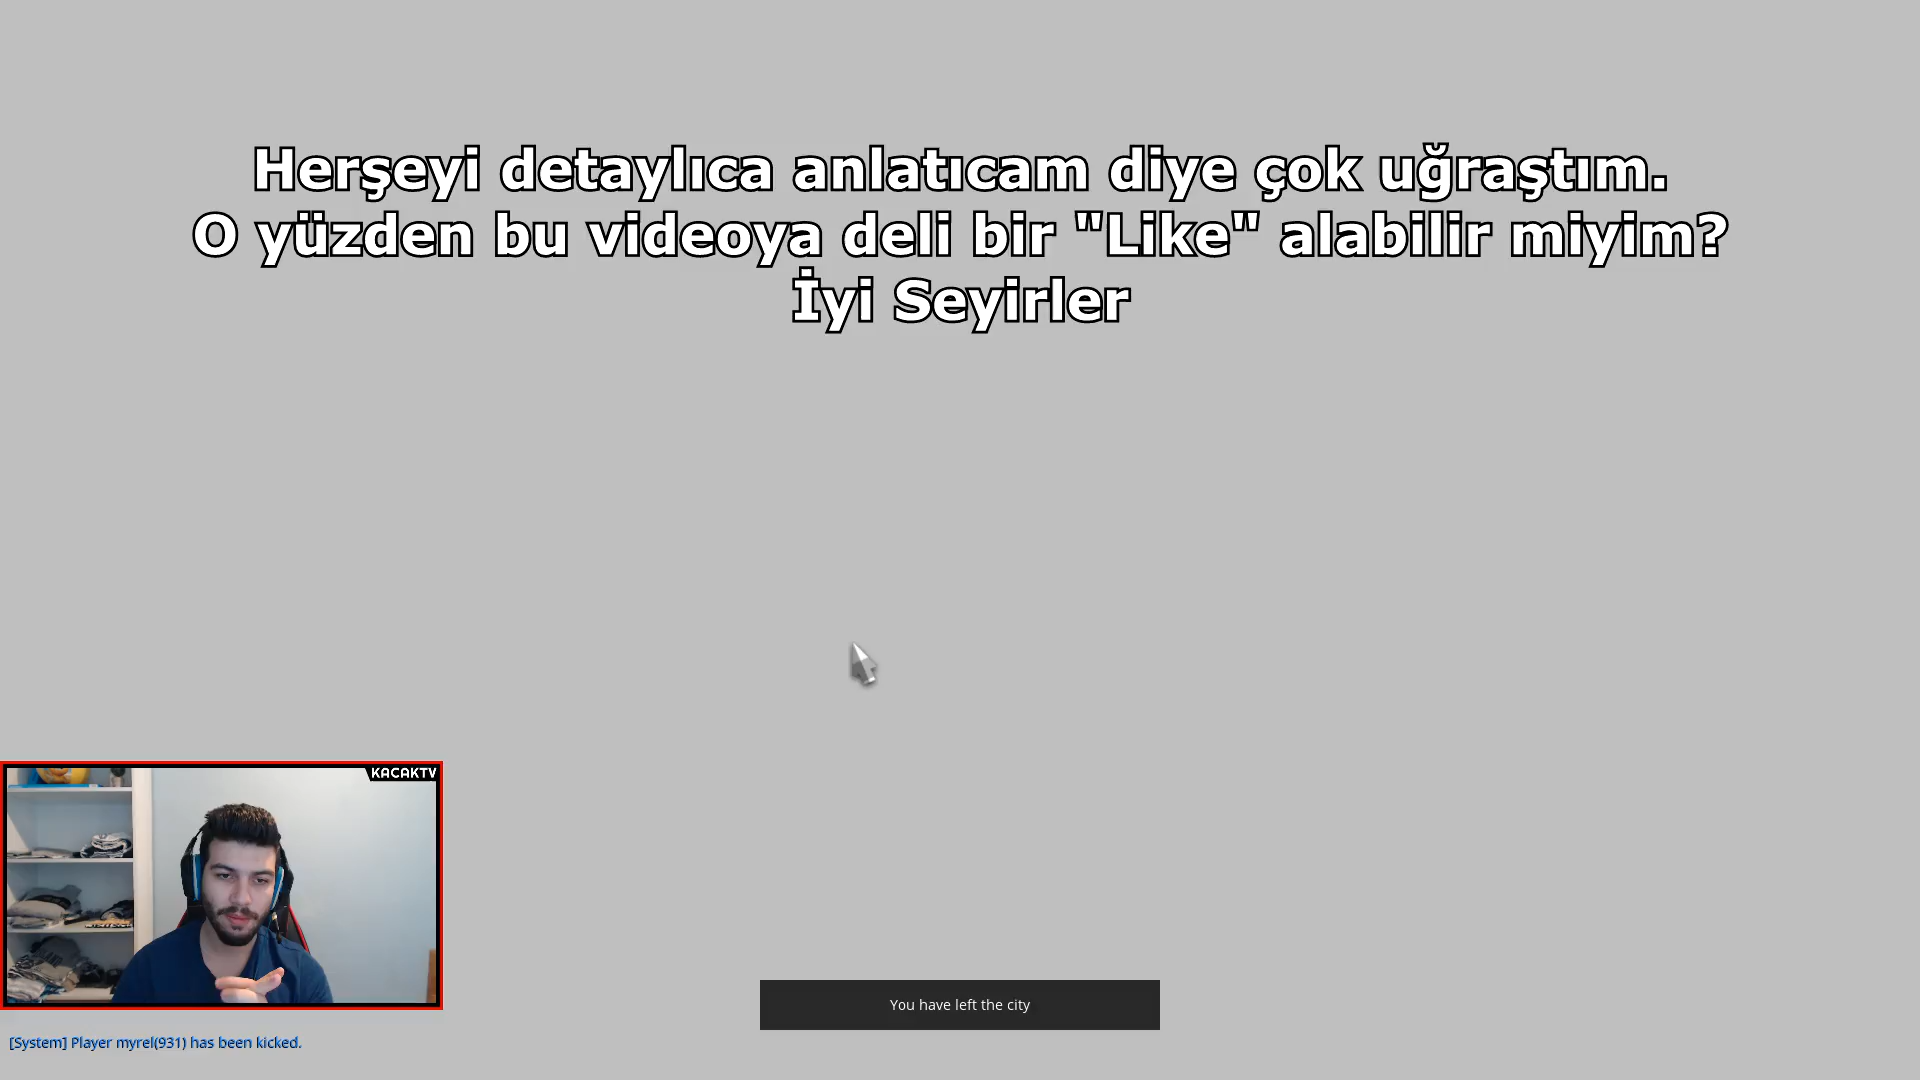 Herşeyi detaylıca anlatıcam diye çok uğraştım.
O yüzden bu videoya deli bir "Like" alabilir miyim?
İyi Seyirler
KACAKTV
You have left the city
[System] Player myrel(931) has been kicked.